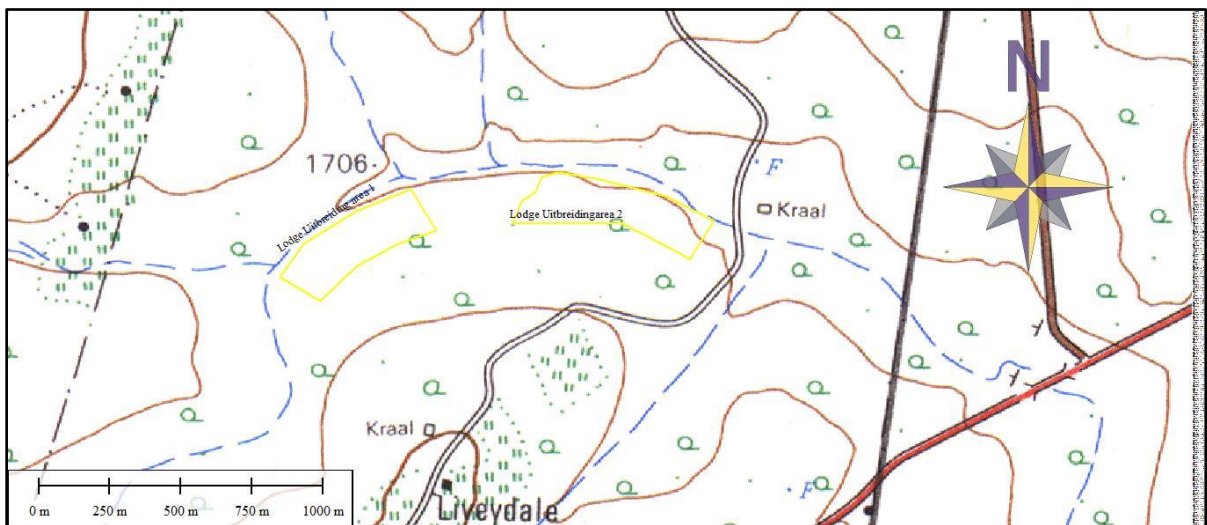 N
1706
F
Lodge Uitbreiding area 1
Lodge Uitbreidingarea 2
Kraal
Kraal
Liveydale
F
0 m 250 m 500 m 750 m 1000 m